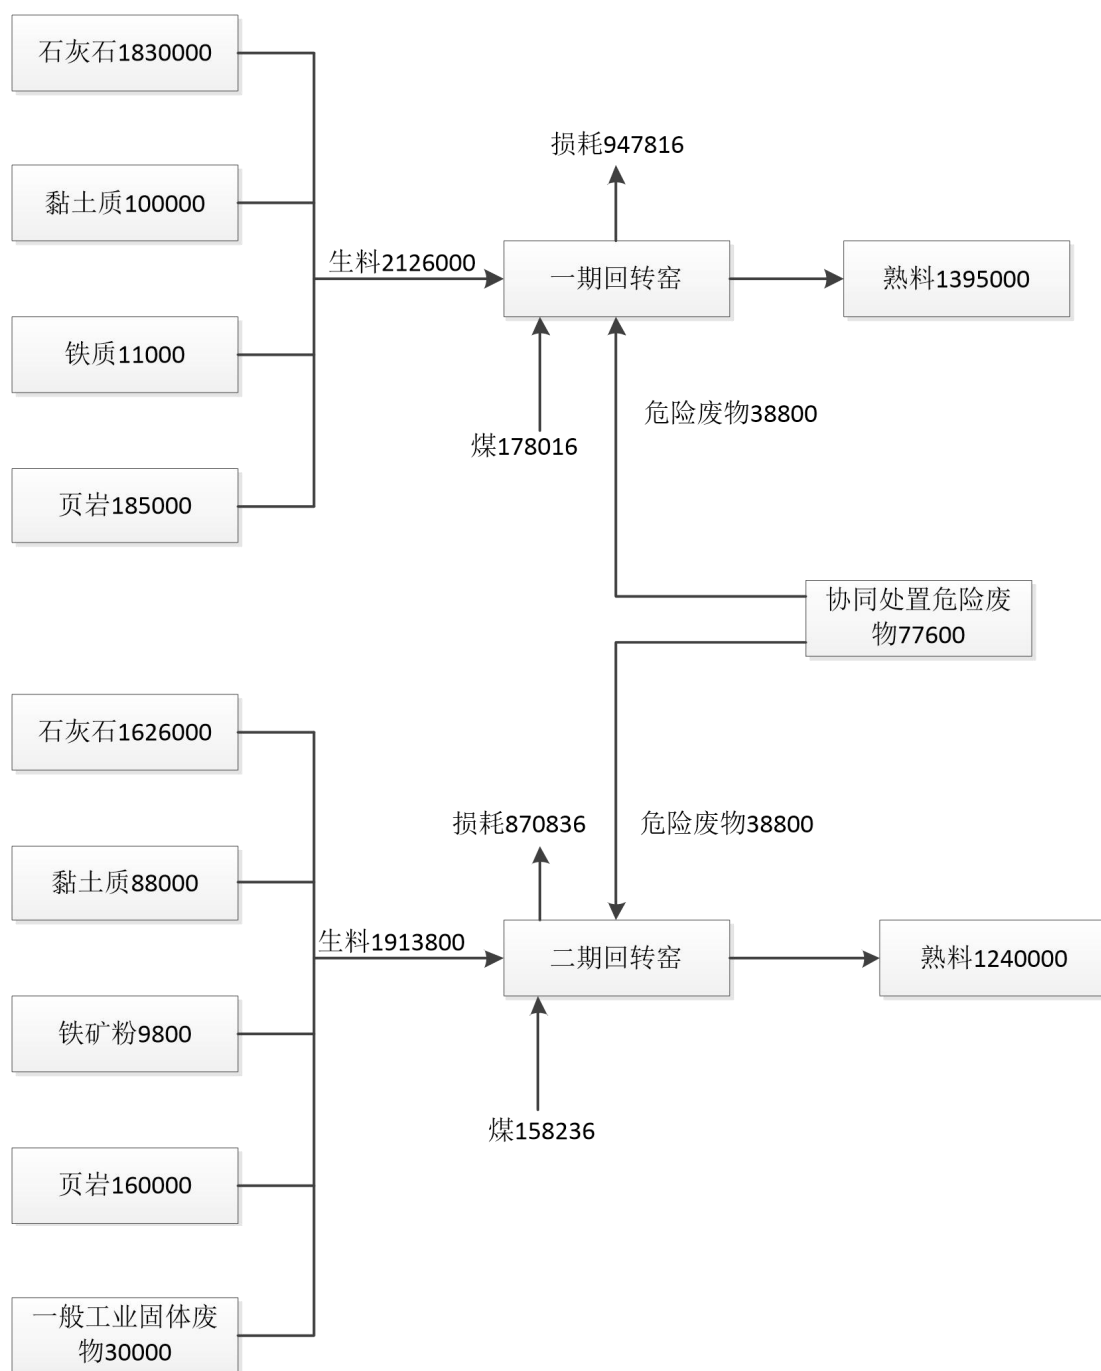 石灰石1830000
损耗947816
黏土质100000
生料2126000
一期回转窑
熟料1395000
铁质11000
危险废物38800
煤178016
页岩185000
协同处置危险废
物77600
石灰石1626000
损耗870836
危险废物38800
黏土质88000
生料1913800
二期回转窑
熟料1240000
铁矿粉9800
煤158236
页岩160000
一般工业固体废
物30000